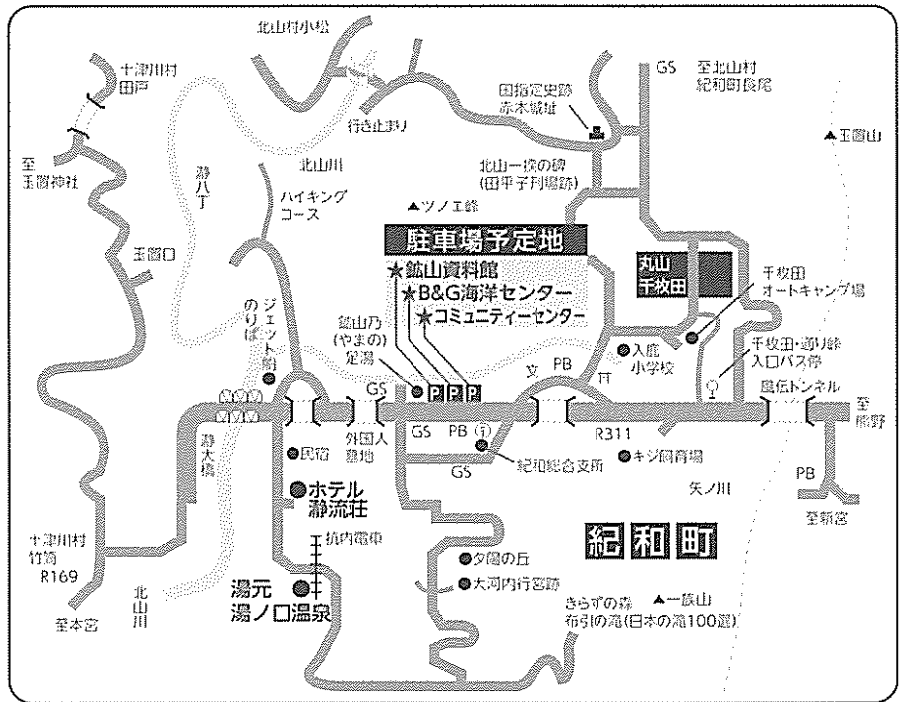 北山村小松
十津川村
田戸
GS
至北山村
紀和町長尾
国指定史跡
赤木城址
行き止まり
▲玉置山
至
玉置神社
瀞八丁
北山川
北山一揆の碑
(田平子刑場跡)
ハイキング
コース
▲ツノエ峰
駐車場予定地
玉置口
★鉱山資料館
★B&G海洋センター
★コミュニティーセンター
丸山
千枚田
千枚田
オートキャンプ場
ジェット船
のりば
鉱山乃
(やまの)
足湯
入鹿
小学校
千枚田・通り峠
入口バス停
文
PB
GS
P P P
風伝トンネル
至
熊野
瀞大橋
外国人
墓地
GS
PB
R311
民宿
GS
紀和総合支所
キジ飼育場
PB
ホテル
瀞流荘
矢ノ川
至新宮
十津川村
竹筒
R169
坑内電車
紀和町
夕陽の丘
湯元
湯ノ口温泉
大河内行宮跡
北山川
きらずの森
▲一族山
布引の滝(日本の滝100選)
至本宮